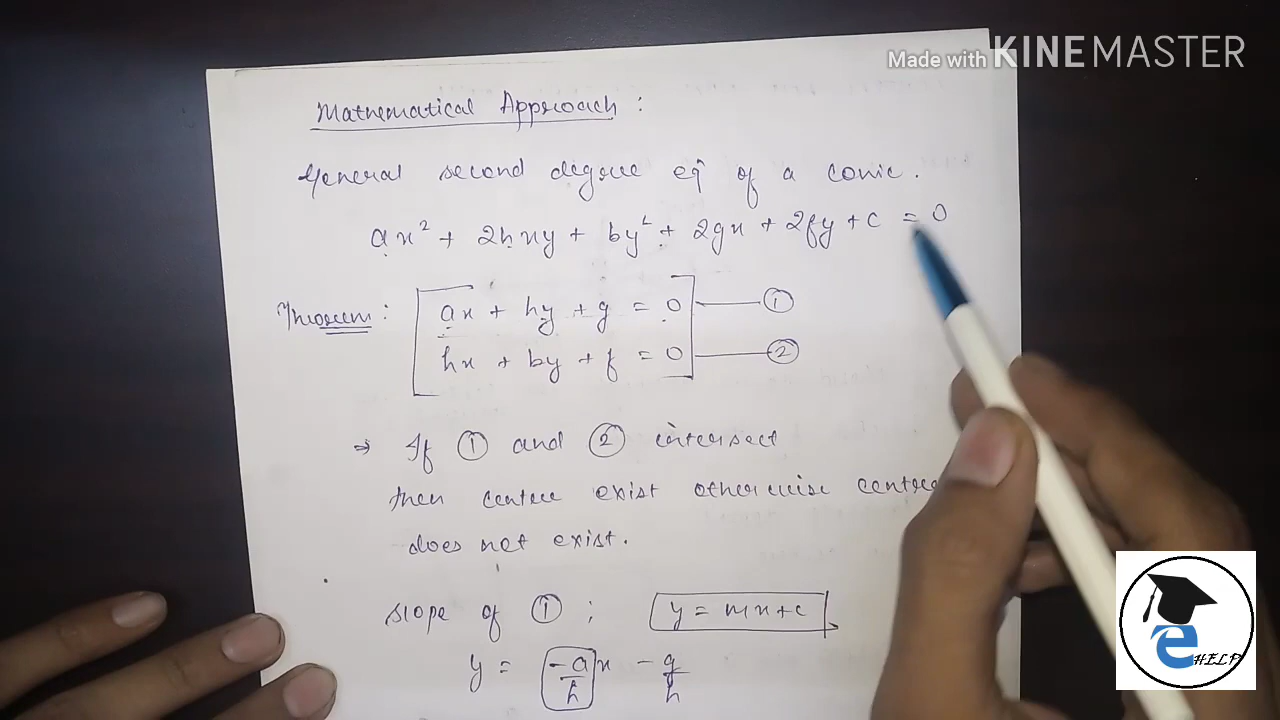 Made with KINEMASTER
Mathematical Approach :
General second degree eqⁿ of a conic.
ax² + 2hxy + by² + 2gx + 2fy + c = 0
Theorem : ax + hy + g = 0 ①
hx + by + f = 0 ②
⇒ If ① and ② intersect
then centre exist otherwise centre
does not exist.
slope of ① ; y = mx+c
y = -a/h x - g/h
e HELP